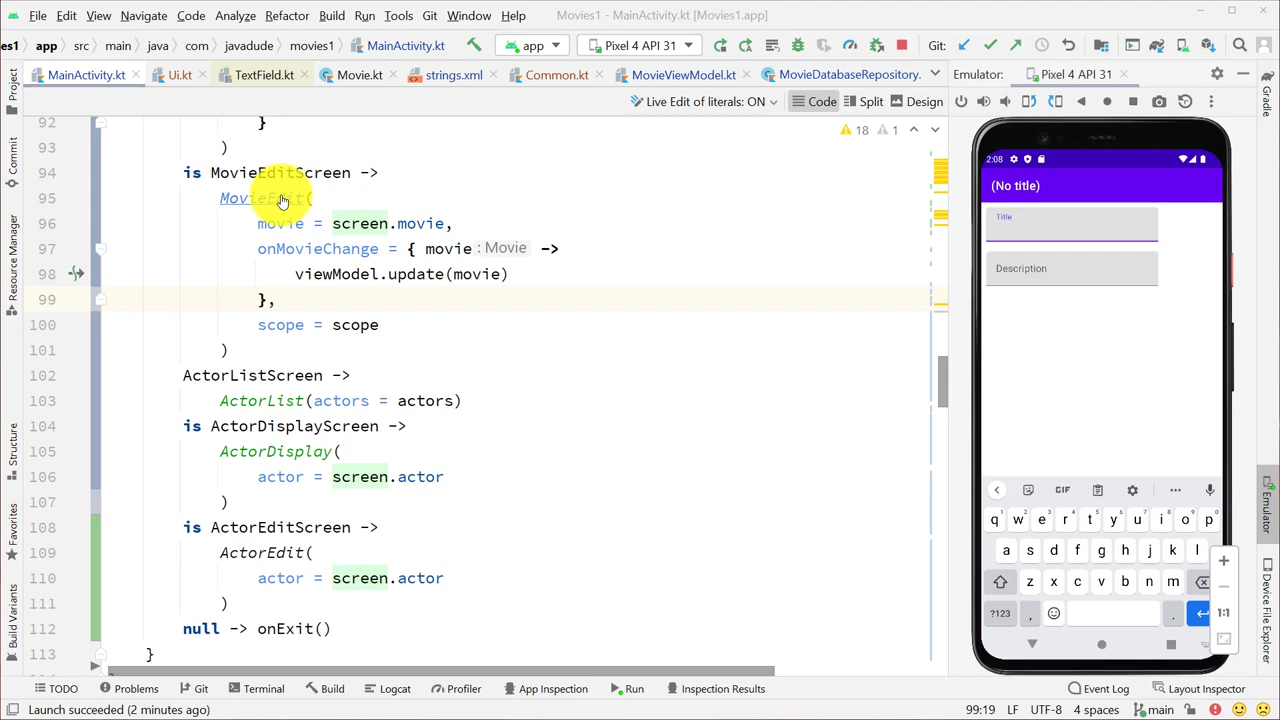 File Edit View Navigate Code Analyze Refactor Build Run Tools Git Window Help Movies1 - MainActivity.kt [Movies1.app]
es1 app src main java com javadude movies1 MainActivity.kt app Pixel 4 API 31 Git:
MainActivity.kt Ui.kt TextField.kt Movie.kt strings.xml Common.kt MovieViewModel.kt MovieDatabaseRepository. Emulator: Pixel 4 API 31
Live Edit of literals: ON Code Split Design
18 1
92 }
93 )
94 is MovieEditScreen ->
95 MovieEdit(
96 movie = screen.movie,
97 onMovieChange = { movie : Movie ->
98 viewModel.update(movie)
99 },
100 scope = scope
101 )
102 ActorListScreen ->
103 ActorList(actors = actors)
104 is ActorDisplayScreen ->
105 ActorDisplay(
106 actor = screen.actor
107 )
108 is ActorEditScreen ->
109 ActorEdit(
110 actor = screen.actor
111 )
112 null -> onExit()
113 }
Project
Commit
Resource Manager
Structure
Favorites
Build Variants
2:08
(No title)
Title
Description
GIF
q w e r t y u i o p
a s d f g h j k l
z x c v b n m
?123 , .
+
−
1:1
Gradle
Emulator
Device File Explorer
TODO Problems Git Terminal Build Logcat Profiler App Inspection Run Inspection Results Event Log Layout Inspector
Launch succeeded (2 minutes ago) 99:19 LF UTF-8 4 spaces main